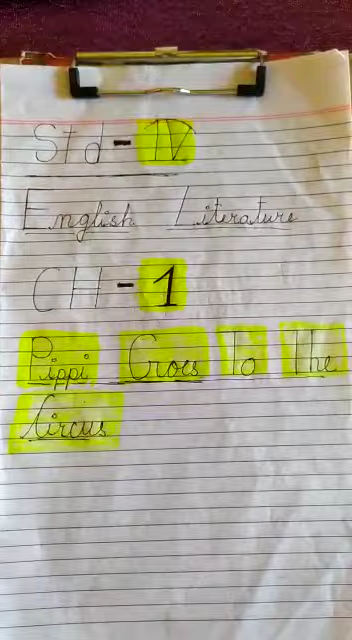 Std - IV
English Literature
CH - 1
Pippi Goes To The
Circus